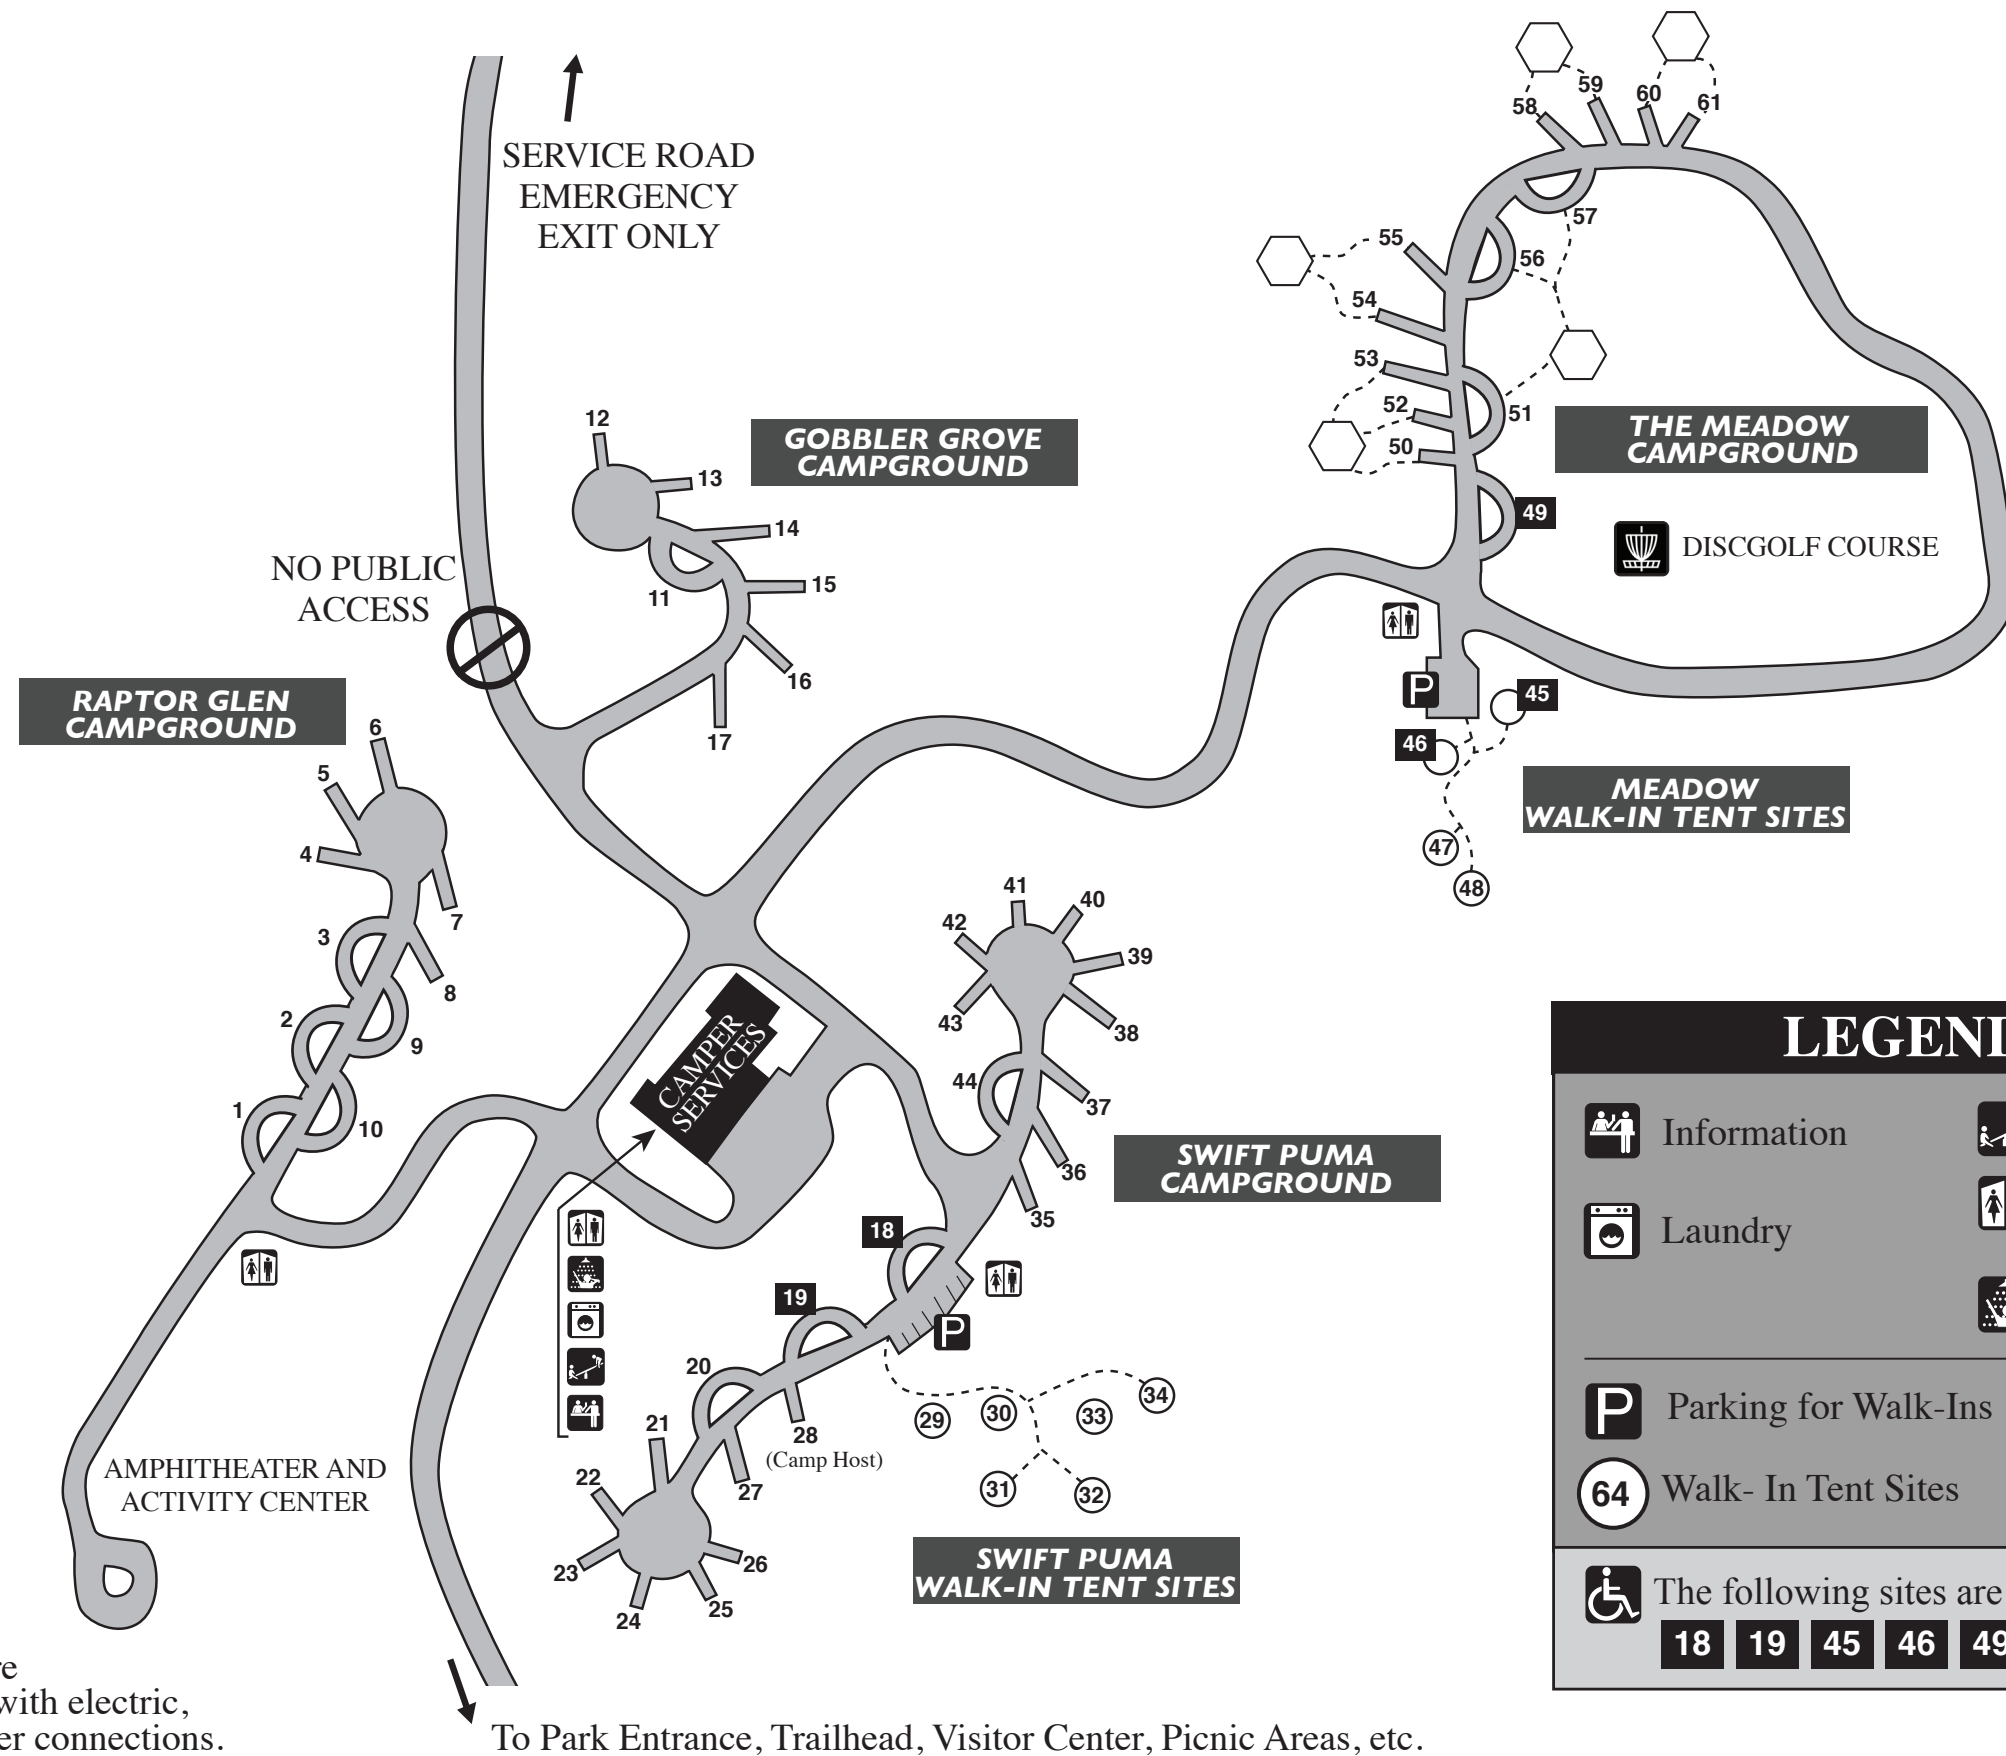 58
59
60
61
SERVICE ROAD
EMERGENCY
EXIT ONLY
57
55
56
54
53
52
51
50
49
THE MEADOW
CAMPGROUND
DISCGOLF COURSE
12
GOBBLER GROVE
CAMPGROUND
13
14
15
11
16
17
NO PUBLIC
ACCESS
RAPTOR GLEN
CAMPGROUND
6
5
4
7
3
8
2
9
1
10
P
45
46
MEADOW
WALK-IN TENT SITES
47
48
41
40
42
39
43
38
44
37
36
35
CAMPER
SERVICES
SWIFT PUMA
CAMPGROUND
18
19
P
20
21
28
(Camp Host)
22
27
23
26
24
25
29
30
33
34
31
32
SWIFT PUMA
WALK-IN TENT SITES
AMPHITHEATER AND
ACTIVITY CENTER
LEGEN
Information
Laundry
P Parking for Walk-Ins
64 Walk- In Tent Sites
The following sites are
18 19 45 46 49
re
with electric,
er connections.
To Park Entrance, Trailhead, Visitor Center, Picnic Areas, etc.